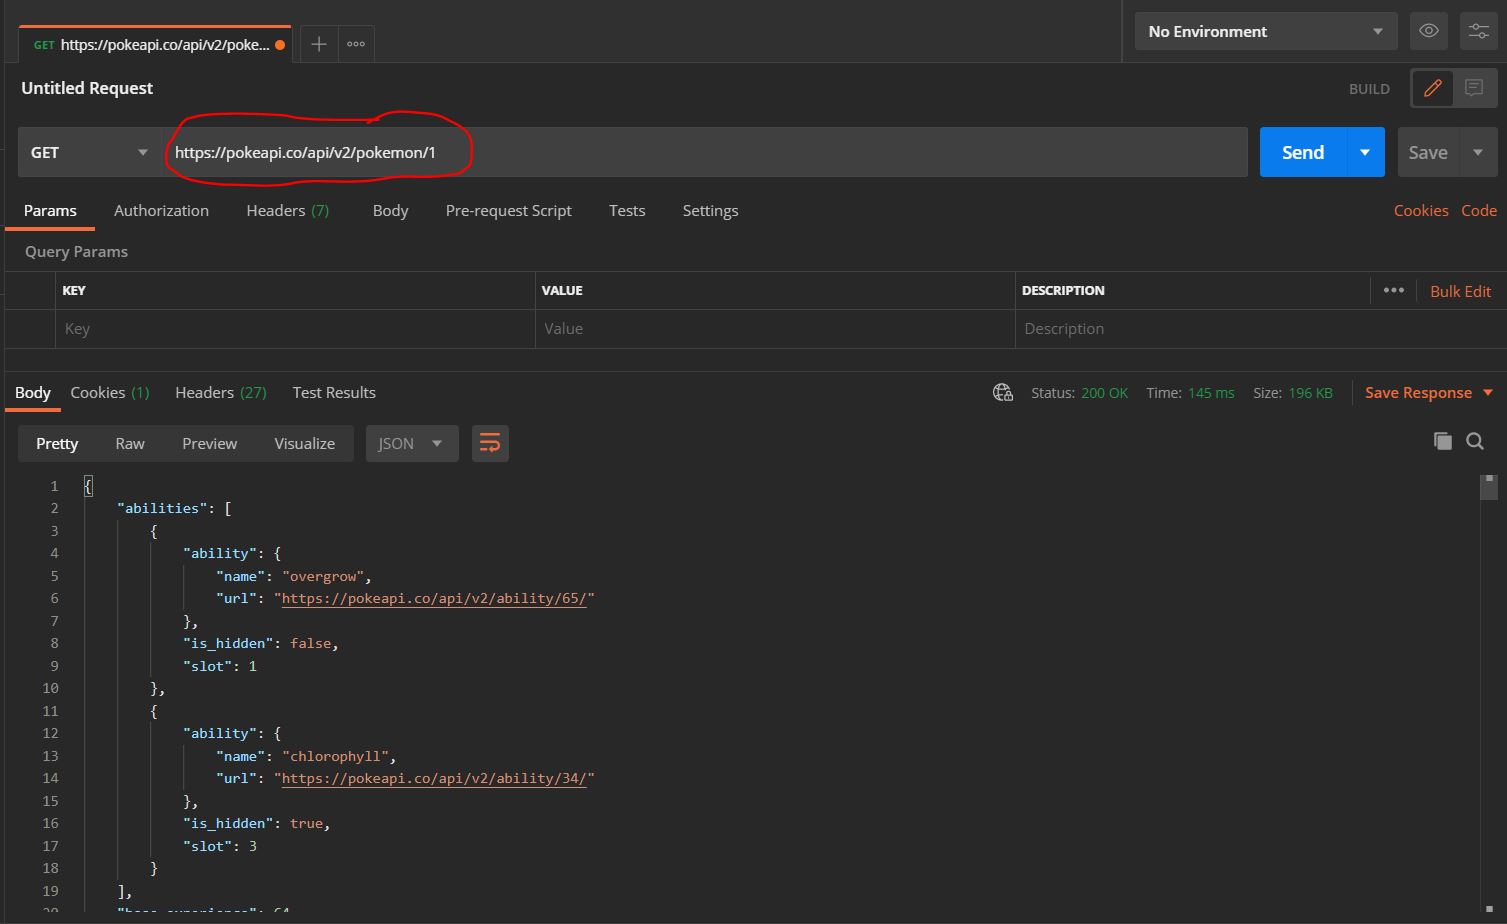 GET https://pokeapi.co/api/v2/poke...
No Environment
Untitled Request
BUILD
GET https://pokeapi.co/api/v2/pokemon/1 Send Save
Params Authorization Headers (7) Body Pre-request Script Tests Settings Cookies Code
Query Params
KEY VALUE DESCRIPTION Bulk Edit
Key Value Description
Body Cookies (1) Headers (27) Test Results Status: 200 OK Time: 145 ms Size: 196 KB Save Response
Pretty Raw Preview Visualize JSON
1 {
2 "abilities": [
3 {
4 "ability": {
5 "name": "overgrow",
6 "url": "https://pokeapi.co/api/v2/ability/65/"
7 },
8 "is_hidden": false,
9 "slot": 1
10 },
11 {
12 "ability": {
13 "name": "chlorophyll",
14 "url": "https://pokeapi.co/api/v2/ability/34/"
15 },
16 "is_hidden": true,
17 "slot": 3
18 }
19 ],
20 "base_experience": 64,